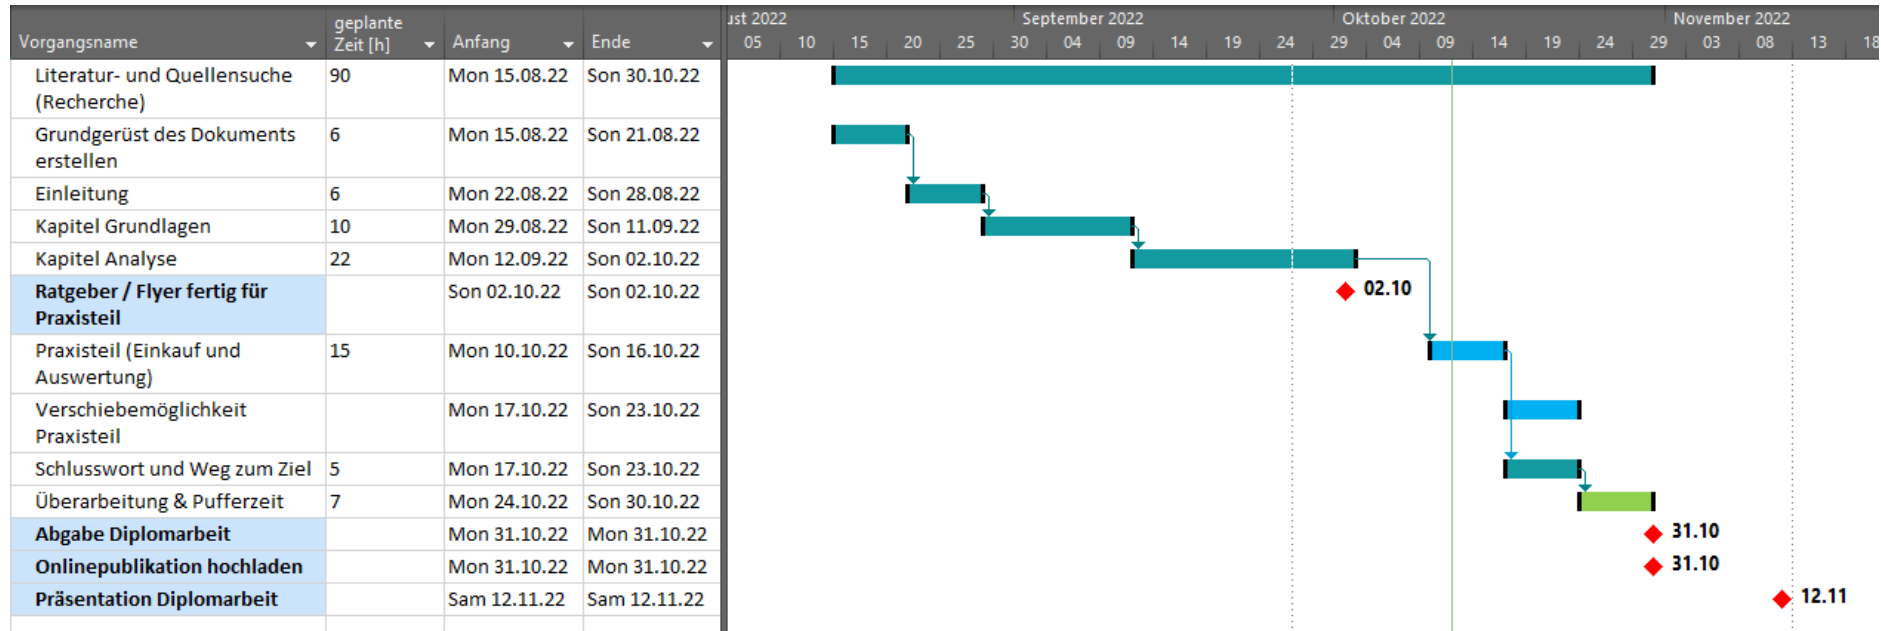 ust 2022 September 2022 Oktober 2022 November 2022
Vorgangsname geplante Zeit [h] Anfang Ende 05 10 15 20 25 30 04 09 14 19 24 29 04 09 14 19 24 29 03 08 13 18
Literatur- und Quellensuche 90 Mon 15.08.22 Son 30.10.22
(Recherche)
Grundgerüst des Dokuments 6 Mon 15.08.22 Son 21.08.22
erstellen
Einleitung 6 Mon 22.08.22 Son 28.08.22
Kapitel Grundlagen 10 Mon 29.08.22 Son 11.09.22
Kapitel Analyse 22 Mon 12.09.22 Son 02.10.22
Ratgeber / Flyer fertig für Son 02.10.22 Son 02.10.22 02.10
Praxisteil
Praxisteil (Einkauf und 15 Mon 10.10.22 Son 16.10.22
Auswertung)
Verschiebemöglichkeit Mon 17.10.22 Son 23.10.22
Praxisteil
Schlusswort und Weg zum Ziel 5 Mon 17.10.22 Son 23.10.22
Überarbeitung & Pufferzeit 7 Mon 24.10.22 Son 30.10.22
Abgabe Diplomarbeit Mon 31.10.22 Mon 31.10.22 31.10
Onlinepublikation hochladen Mon 31.10.22 Mon 31.10.22 31.10
Präsentation Diplomarbeit Sam 12.11.22 Sam 12.11.22 12.11